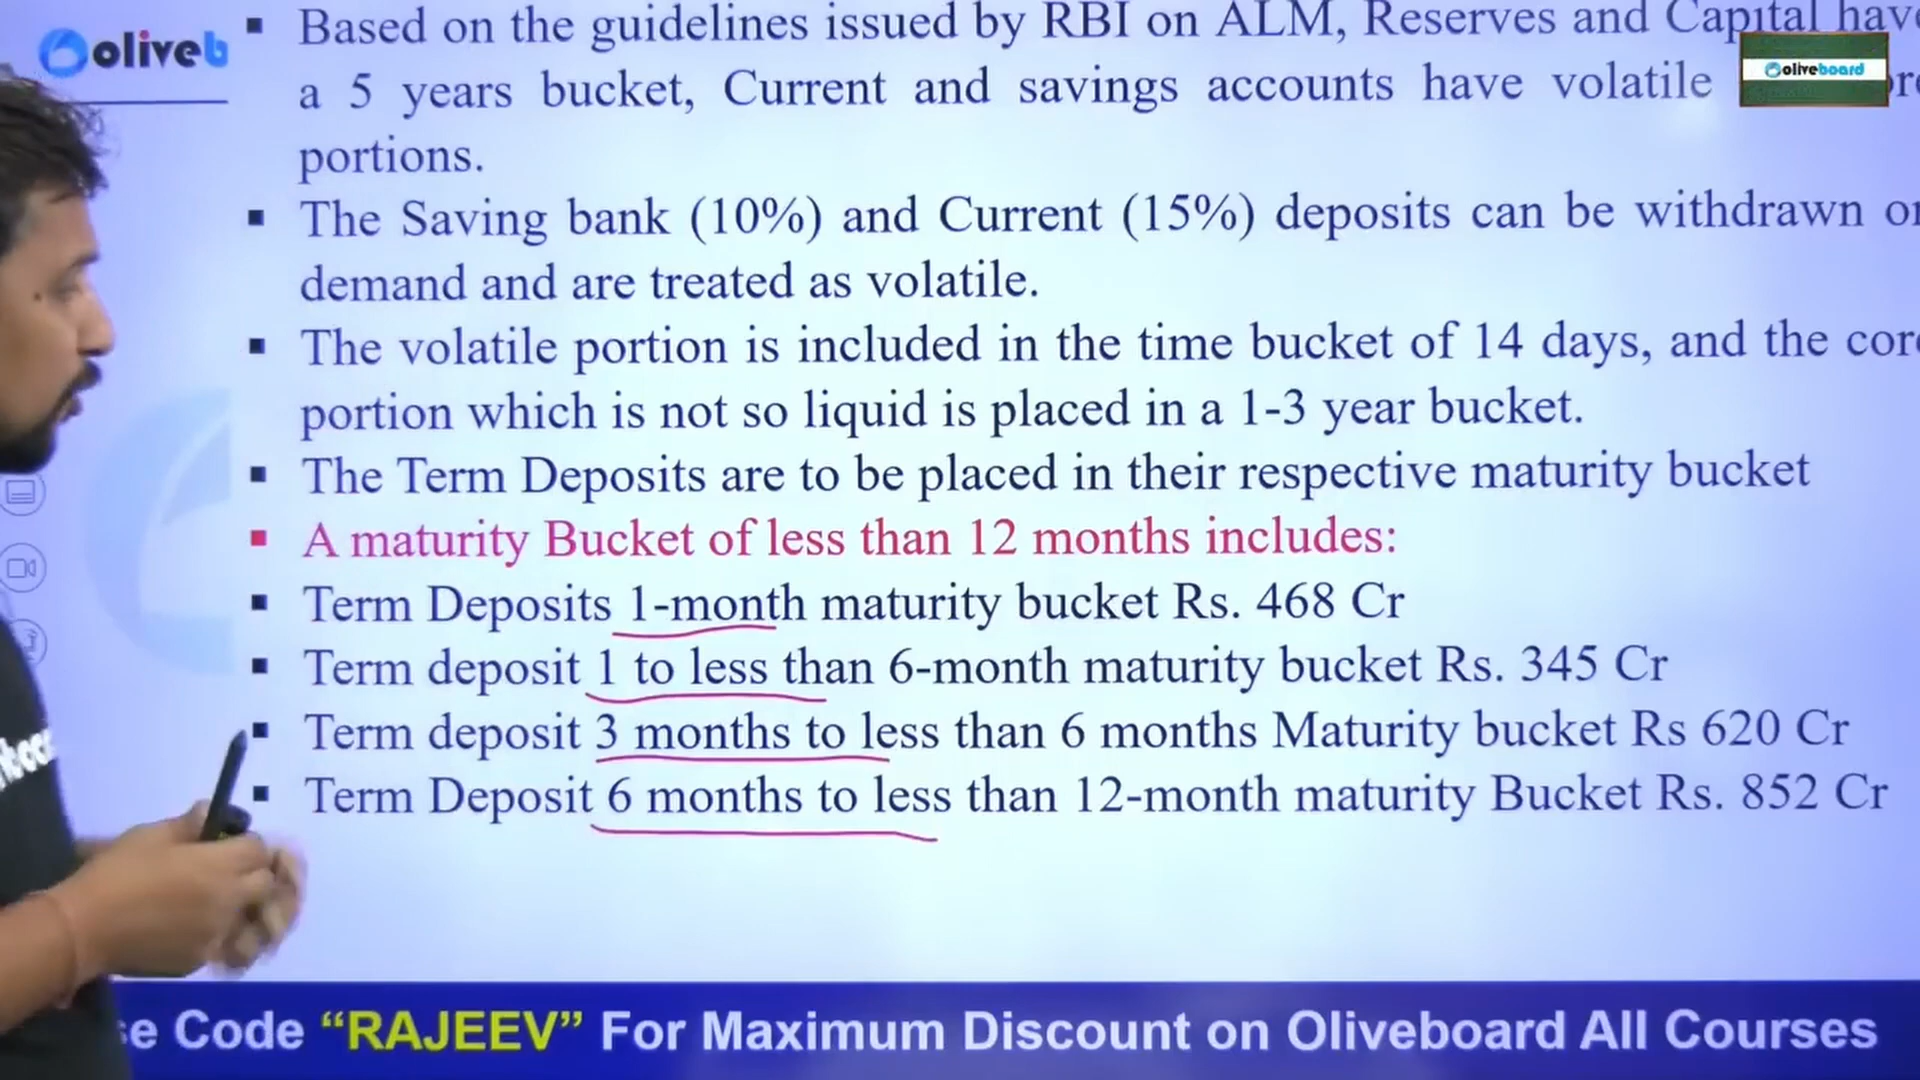 oliveb
Based on the guidelines issued by RBI on ALM, Reserves and Capital have
oliveboard
a 5 years bucket, Current and savings accounts have volatile
portions.
The Saving bank (10%) and Current (15%) deposits can be withdrawn on
demand and are treated as volatile.
The volatile portion is included in the time bucket of 14 days, and the core
portion which is not so liquid is placed in a 1-3 year bucket.
The Term Deposits are to be placed in their respective maturity bucket
A maturity Bucket of less than 12 months includes:
Term Deposits 1-month maturity bucket Rs. 468 Cr
Term deposit 1 to less than 6-month maturity bucket Rs. 345 Cr
Term deposit 3 months to less than 6 months Maturity bucket Rs 620 Cr
Term Deposit 6 months to less than 12-month maturity Bucket Rs. 852 Cr
Code “RAJEEV” For Maximum Discount on Oliveboard All Courses